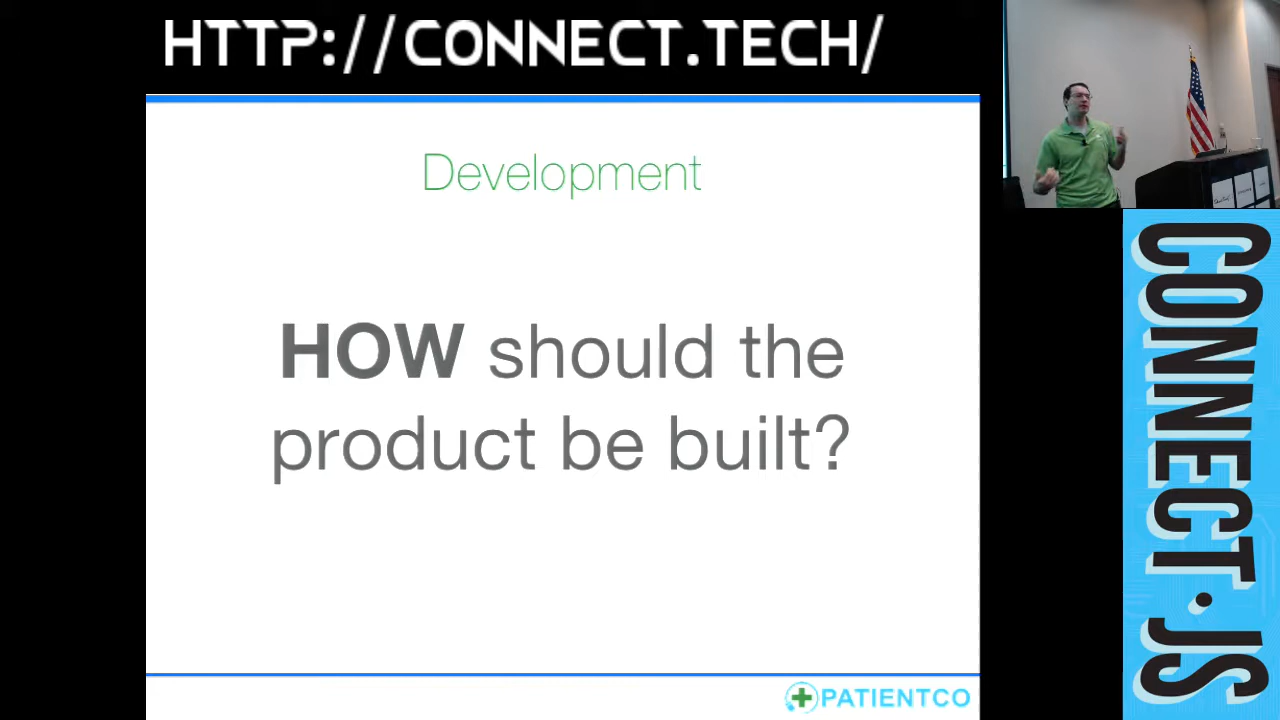 HTTP://CONNECT.TECH/
Development
HOW should the
product be built?
PATIENTCO
CONNECT·JS